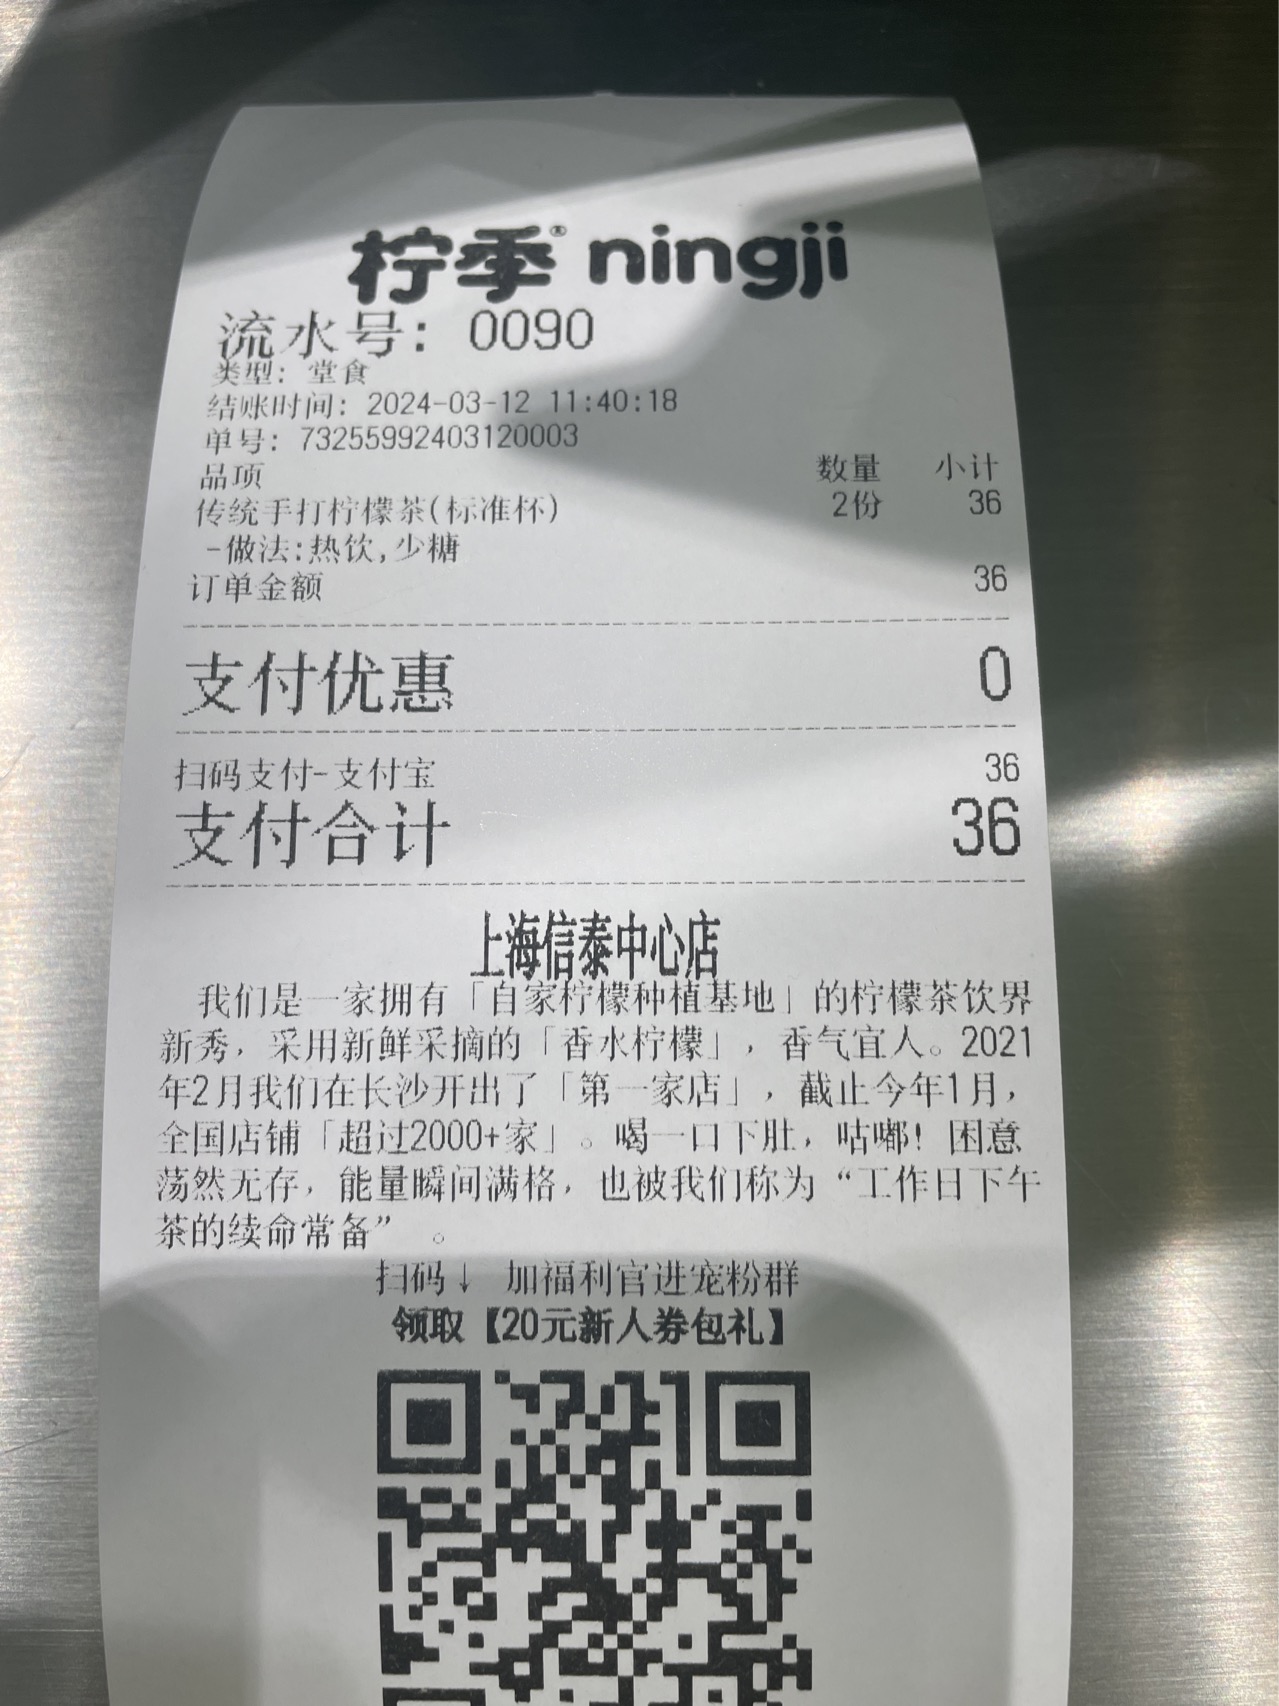 柠季® ningji
流水号: 0090
类型: 堂食
结账时间: 2024-03-12 11:40:18
单号: 73255992403120003
品项 数量 小计
传统手打柠檬茶(标准杯) 2份 36
-做法:热饮,少糖
订单金额 36
支付优惠 0
扫码支付-支付宝 36
支付合计 36
上海信泰中心店
我们是一家拥有「自家柠檬种植基地」的柠檬茶饮界
新秀，采用新鲜采摘的「香水柠檬」，香气宜人。2021
年2月我们在长沙开出了「第一家店」，截止今年1月，
全国店铺「超过2000+家」。喝一口下肚，咕嘟！困意
荡然无存，能量瞬间满格，也被我们称为“工作日下午
茶的续命常备” 。
扫码↓ 加福利官进宠粉群
领取【20元新人券包礼】